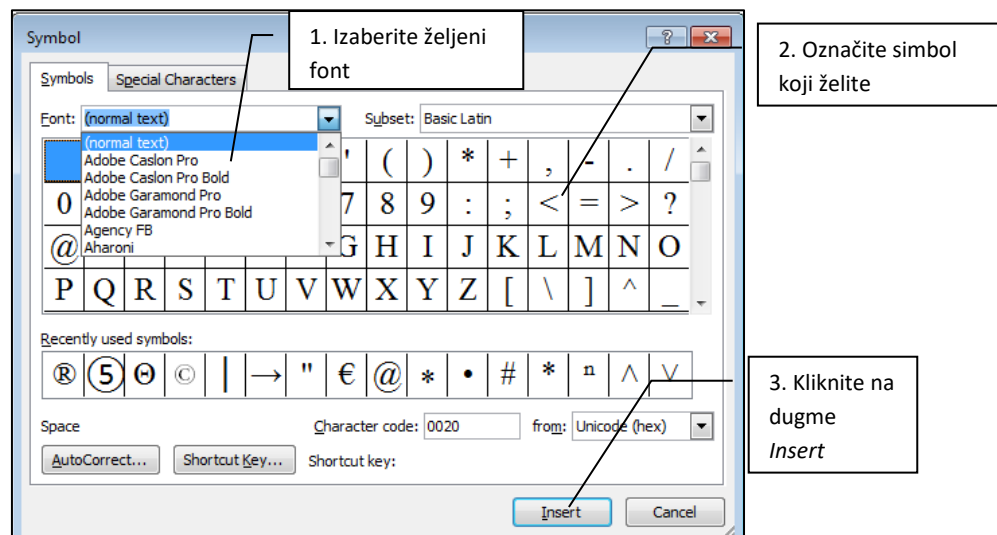 Symbol
1. Izaberite željeni
font
2. Označite simbol
koji želite
Symbols Special Characters
Font: (normal text) Subset: Basic Latin
(normal text)
Adobe Caslon Pro
Adobe Caslon Pro Bold
Adobe Garamond Pro
Adobe Garamond Pro Bold
Agency FB
Aharoni
' ( ) * + , - . /
0 7 8 9 : ; < = > ?
@ G H I J K L M N O
P Q R S T U V W X Y Z [ \ ] ^ _
Recently used symbols:
® ⑤ Θ © | → " € @ * • # * n ∧ ∨
3. Kliknite na
dugme
Insert
Space Character code: 0020 from: Unicode (hex)
AutoCorrect... Shortcut Key... Shortcut key:
Insert Cancel